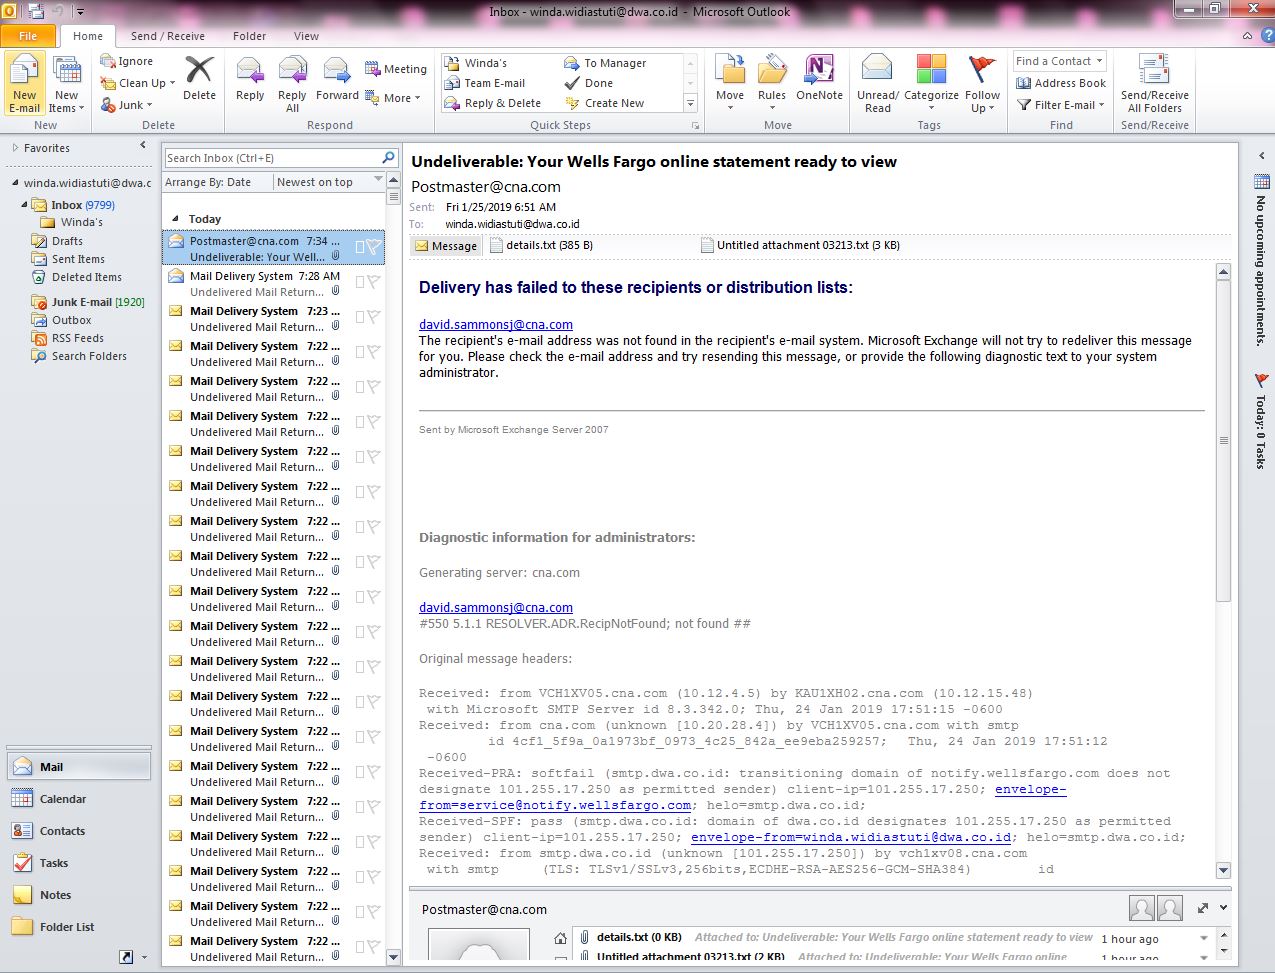 Inbox - winda.widiastuti@dwa.co.id - Microsoft Outlook
File Home Send / Receive Folder View
New E-mail
New Items
New
Ignore
Clean Up
Junk
Delete
Delete
Reply
Reply All
Forward
Meeting
More
Respond
Winda's
Team E-mail
Reply & Delete
To Manager
Done
Create New
Quick Steps
Move
Rules
OneNote
Move
Unread/ Read
Categorize
Follow Up
Tags
Find a Contact
Address Book
Filter E-mail
Find
Send/Receive All Folders
Send/Receive
Favorites
winda.widiastuti@dwa.c
Inbox (9799)
Winda's
Drafts
Sent Items
Deleted Items
Junk E-mail [1920]
Outbox
RSS Feeds
Search Folders
Mail
Calendar
Contacts
Tasks
Notes
Folder List
Search Inbox (Ctrl+E)
Arrange By: Date Newest on top
Today
Postmaster@cna.com 7:34 ...
Undeliverable: Your Well...
Mail Delivery System 7:28 AM
Undelivered Mail Return...
Mail Delivery System 7:23 ...
Undelivered Mail Return...
Mail Delivery System 7:22 ...
Undelivered Mail Return...
Mail Delivery System 7:22 ...
Undelivered Mail Return...
Mail Delivery System 7:22 ...
Undelivered Mail Return...
Mail Delivery System 7:22 ...
Undelivered Mail Return...
Mail Delivery System 7:22 ...
Undelivered Mail Return...
Mail Delivery System 7:22 ...
Undelivered Mail Return...
Mail Delivery System 7:22 ...
Undelivered Mail Return...
Mail Delivery System 7:22 ...
Undelivered Mail Return...
Mail Delivery System 7:22 ...
Undelivered Mail Return...
Mail Delivery System 7:22 ...
Undelivered Mail Return...
Mail Delivery System 7:22 ...
Undelivered Mail Return...
Mail Delivery System 7:22 ...
Undelivered Mail Return...
Mail Delivery System 7:22 ...
Undelivered Mail Return...
Mail Delivery System 7:22 ...
Undelivered Mail Return...
Mail Delivery System 7:22 ...
Undelivered Mail Return...
Mail Delivery System 7:22 ...
Undelivered Mail Return...
Mail Delivery System 7:22 ...
Undelivered Mail Return...
Mail Delivery System 7:22 ...
Undelivered Mail Return...
Mail Delivery System 7:22 ...
Undelivered Mail Return...
Undeliverable: Your Wells Fargo online statement ready to view
Postmaster@cna.com
Sent: Fri 1/25/2019 6:51 AM
To: winda.widiastuti@dwa.co.id
Message details.txt (385 B) Untitled attachment 03213.txt (3 KB)
Delivery has failed to these recipients or distribution lists:
david.sammonsj@cna.com
The recipient's e-mail address was not found in the recipient's e-mail system. Microsoft Exchange will not try to redeliver this message
for you. Please check the e-mail address and try resending this message, or provide the following diagnostic text to your system
administrator.
Sent by Microsoft Exchange Server 2007
Diagnostic information for administrators:
Generating server: cna.com
david.sammonsj@cna.com
#550 5.1.1 RESOLVER.ADR.RecipNotFound; not found ##
Original message headers:
Received: from VCH1XV05.cna.com (10.12.4.5) by KAU1XH02.cna.com (10.12.15.48)
with Microsoft SMTP Server id 8.3.342.0; Thu, 24 Jan 2019 17:51:15 -0600
Received: from cna.com (unknown [10.20.28.4]) by VCH1XV05.cna.com with smtp
id 4cf1_5f9a_0a1973bf_0973_4c25_842a_ee9eba259257; Thu, 24 Jan 2019 17:51:12
-0600
Received-PRA: softfail (smtp.dwa.co.id: transitioning domain of notify.wellsfargo.com does not
designate 101.255.17.250 as permitted sender) client-ip=101.255.17.250; envelope-
from=service@notify.wellsfargo.com; helo=smtp.dwa.co.id;
Received-SPF: pass (smtp.dwa.co.id: domain of dwa.co.id designates 101.255.17.250 as permitted
sender) client-ip=101.255.17.250; envelope-from=winda.widiastuti@dwa.co.id; helo=smtp.dwa.co.id;
Received: from smtp.dwa.co.id (unknown [101.255.17.250]) by vch1xv08.cna.com
with smtp (TLS: TLSv1/SSLv3,256bits,ECDHE-RSA-AES256-GCM-SHA384) id
Postmaster@cna.com
details.txt (0 KB) Attached to: Undeliverable: Your Wells Fargo online statement ready to view 1 hour ago
Untitled attachment 03213.txt (2 KB) Attached to: Undeliverable: Your Wells Fargo online 1 hour ago
No upcoming appointments.
Today: 0 Tasks